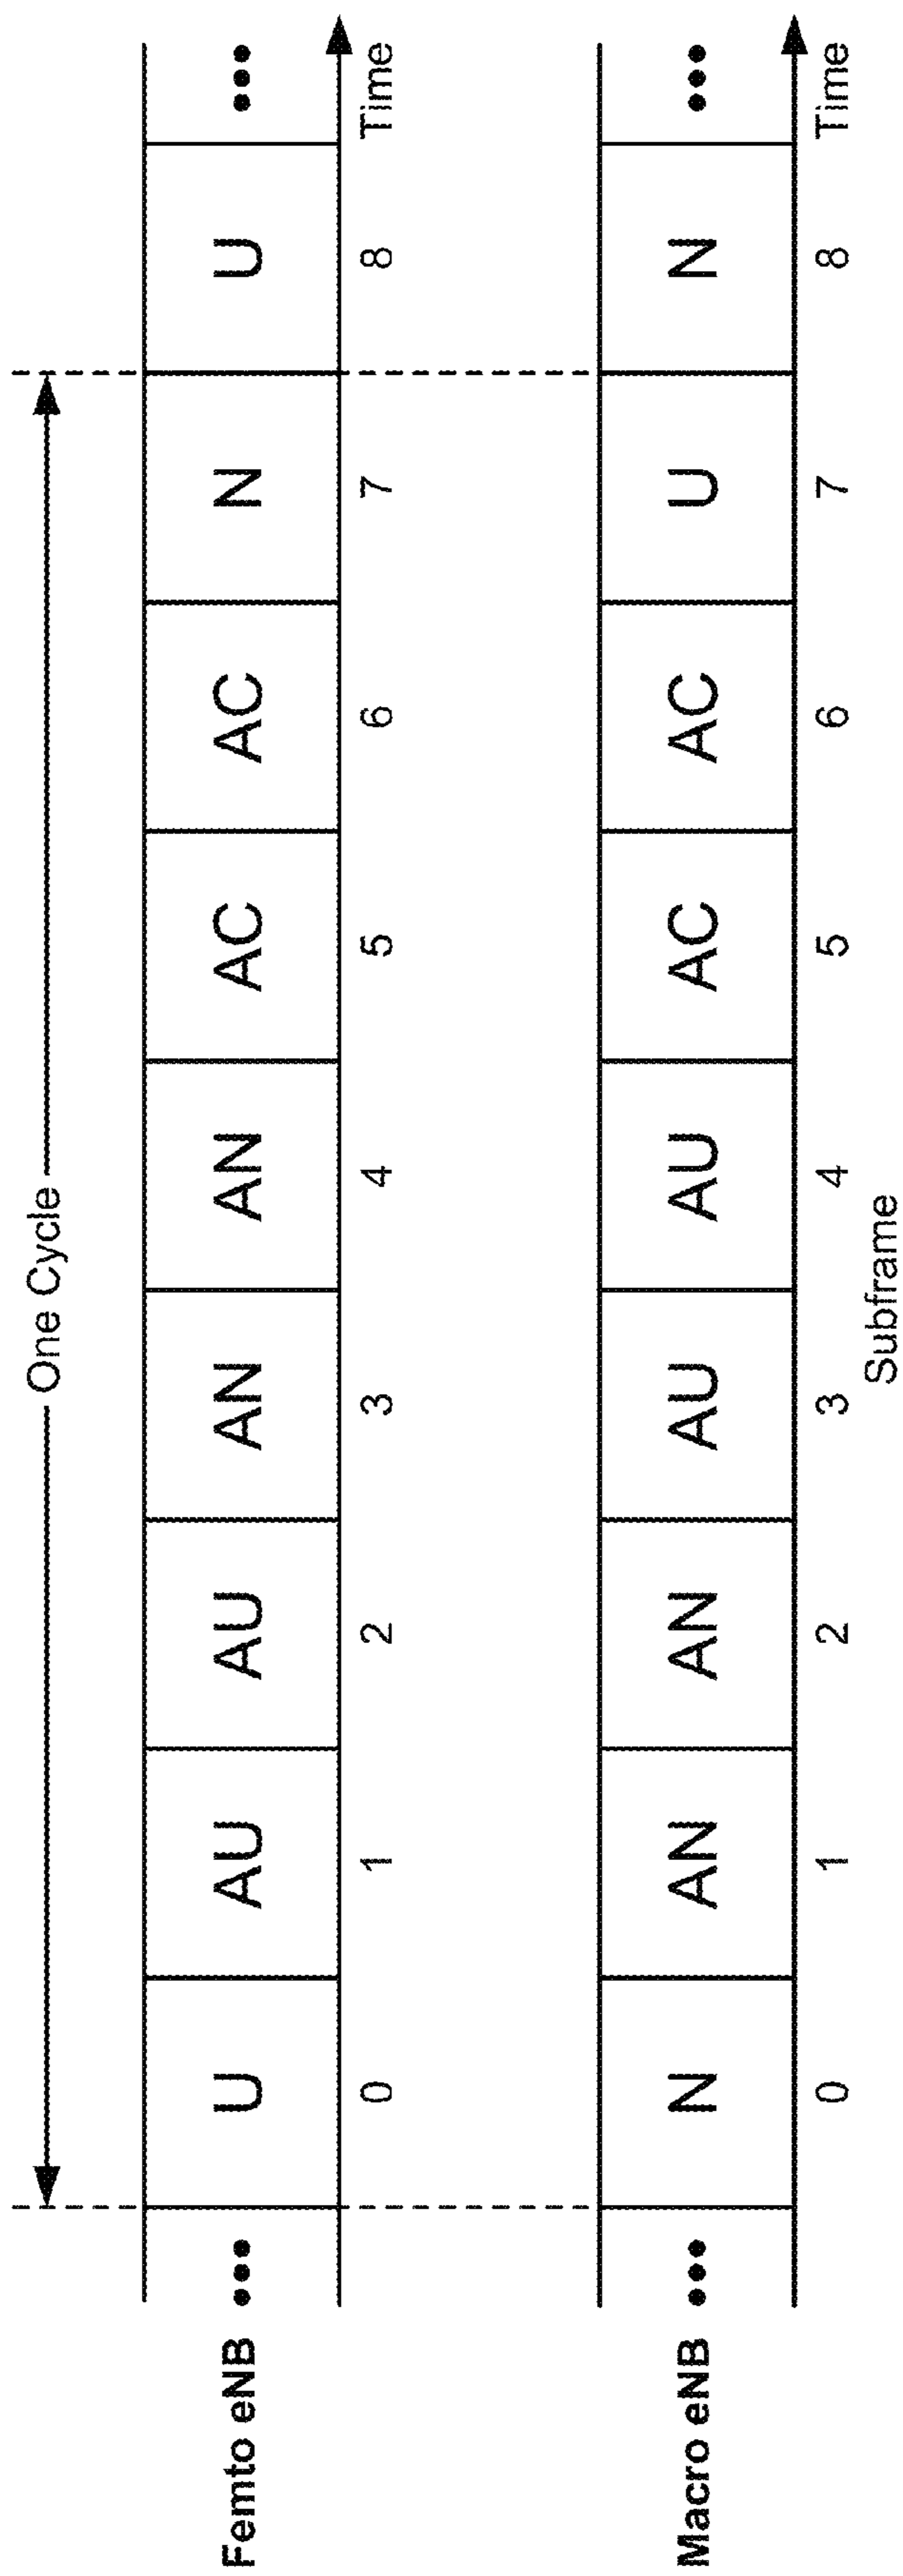 One Cycle
Femto eNB ••• U AU AU AN AN AC AC N U •••
0 1 2 3 4 5 6 7 8 Time
Macro eNB ••• N AN AN AU AU AC AC U N •••
0 1 2 3 4 5 6 7 8 Time
Subframe